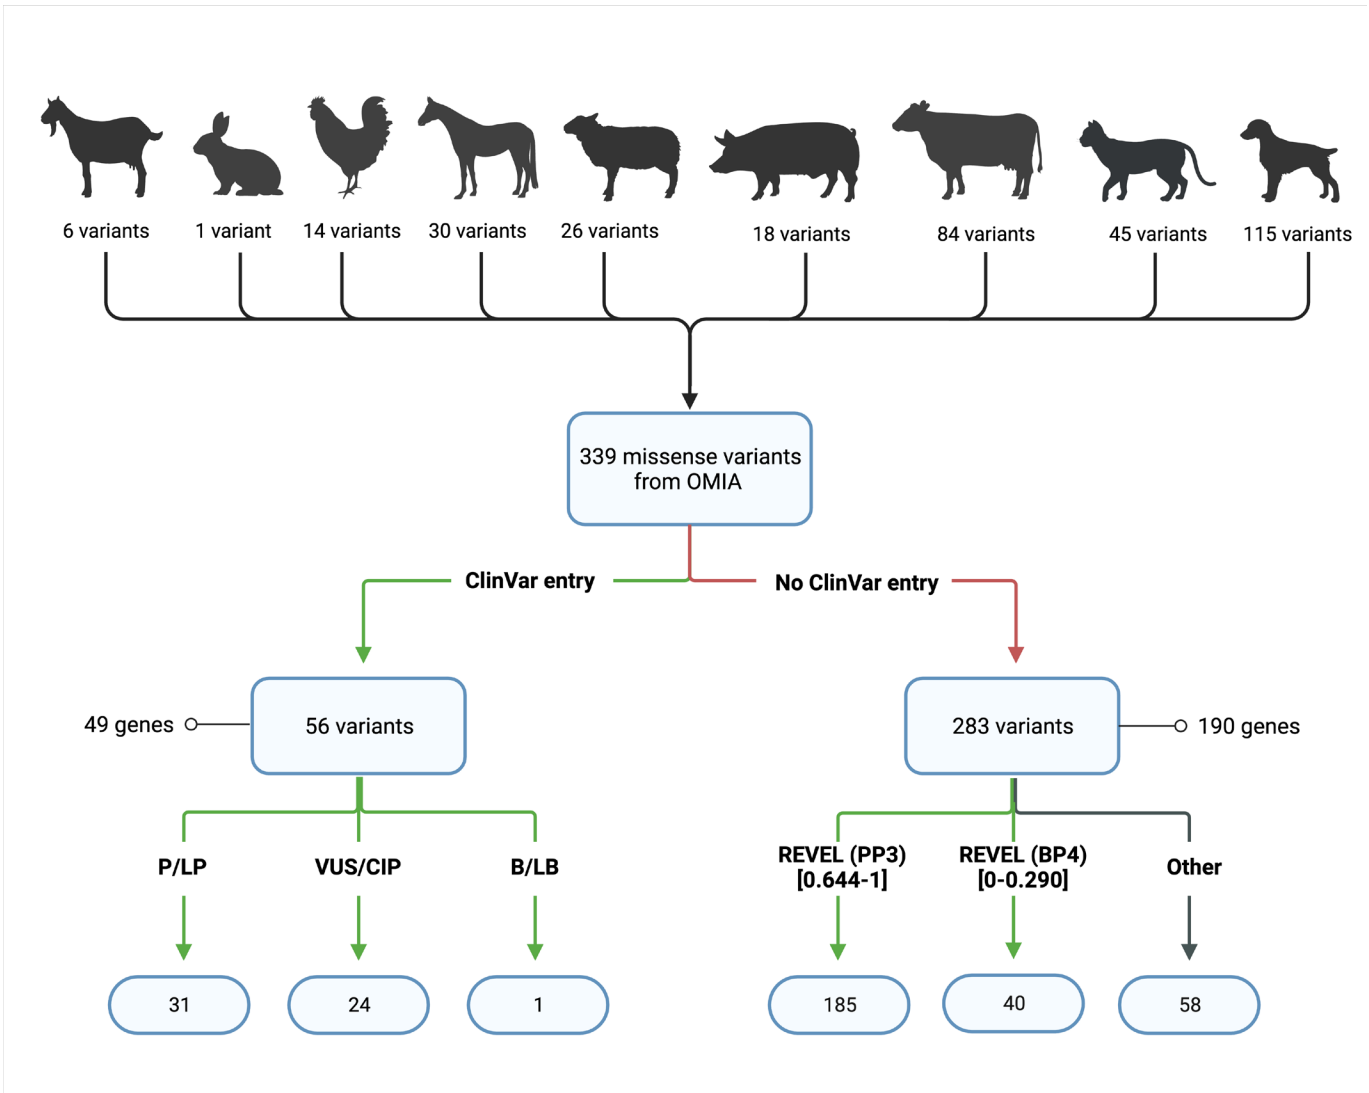 6 variants
1 variant
14 variants
30 variants
26 variants
18 variants
84 variants
45 variants
115 variants
339 missense variants
from OMIA
ClinVar entry
No ClinVar entry
49 genes
56 variants
283 variants
190 genes
P/LP
VUS/CIP
B/LB
REVEL (PP3)
[0.644-1]
REVEL (BP4)
[0-0.290]
Other
31
24
1
185
40
58